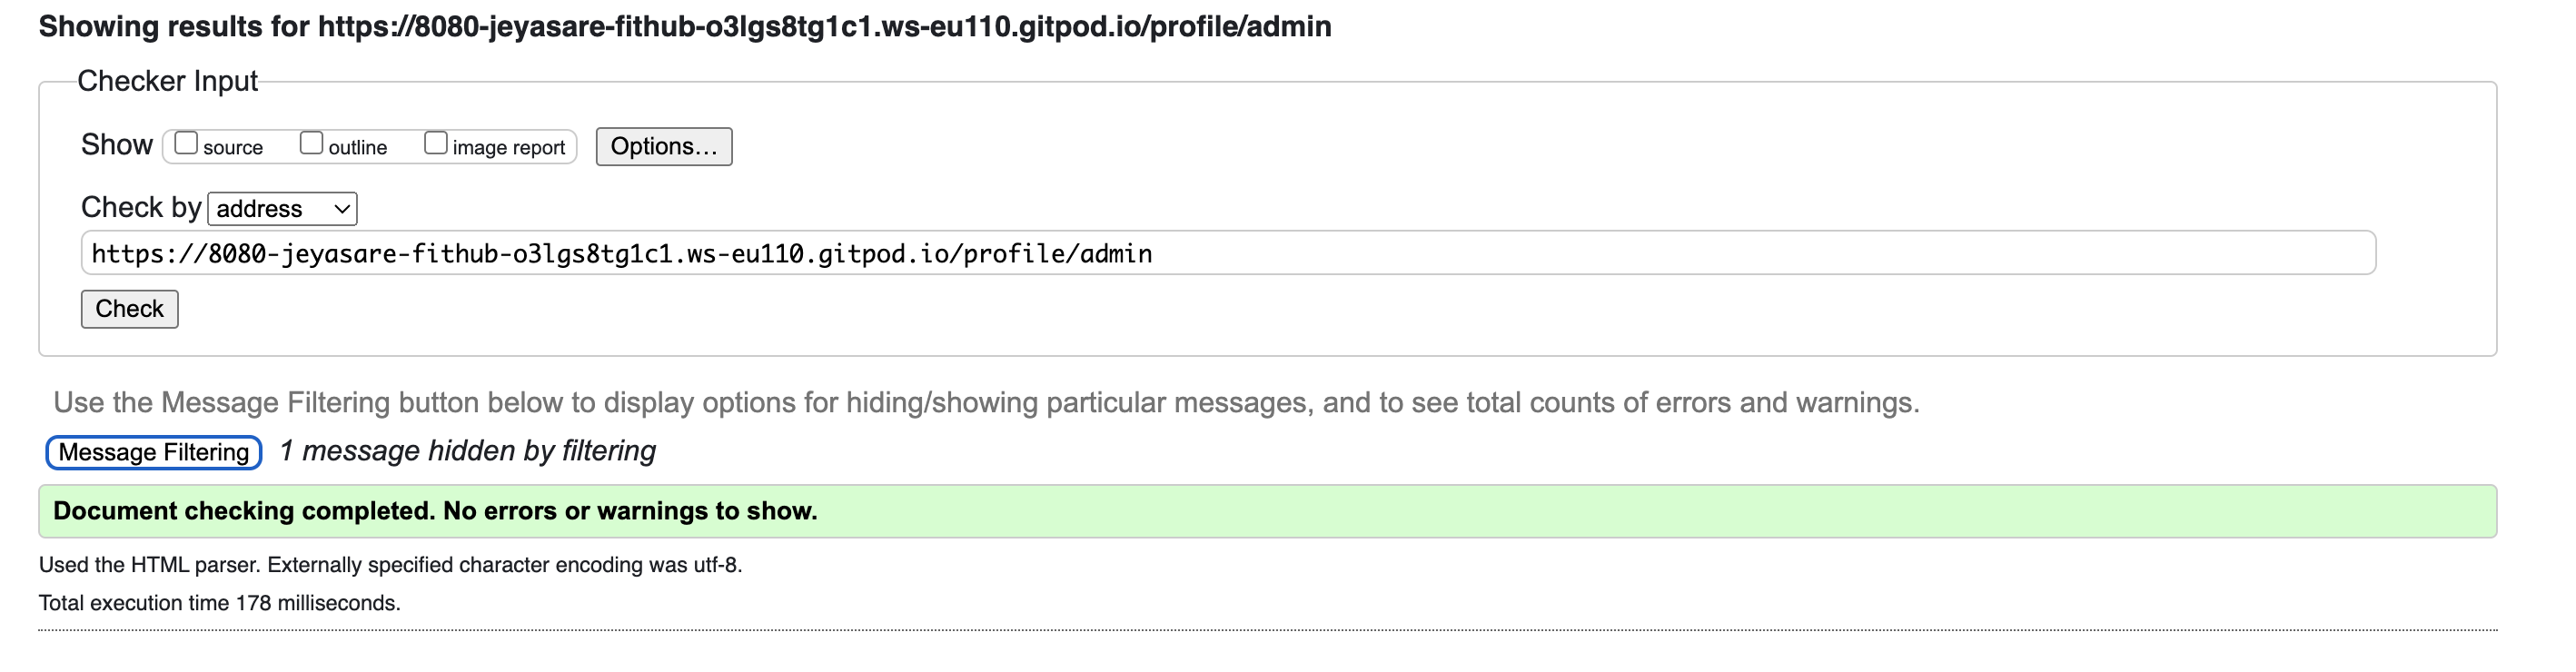 Showing results for https://8080-jeyasare-fithub-o3lgs8tg1c1.ws-eu110.gitpod.io/profile/admin
Checker Input
Show source outline image report Options...
Check by address
https://8080-jeyasare-fithub-o3lgs8tg1c1.ws-eu110.gitpod.io/profile/admin
Check
Use the Message Filtering button below to display options for hiding/showing particular messages, and to see total counts of errors and warnings.
Message Filtering 1 message hidden by filtering
Document checking completed. No errors or warnings to show.
Used the HTML parser. Externally specified character encoding was utf-8.
Total execution time 178 milliseconds.